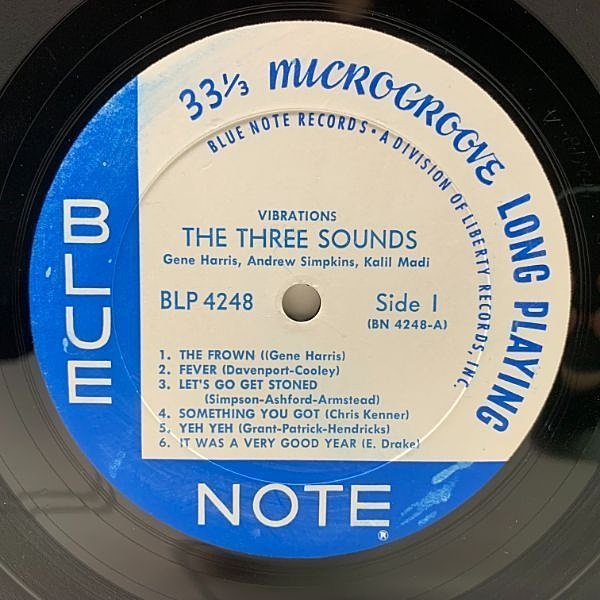 33⅓ MICROGROOVE LONG PLAYING
BLUE NOTE RECORDS • A DIVISION OF LIBERTY RECORDS, INC.
BLUE
VIBRATIONS
THE THREE SOUNDS
Gene Harris, Andrew Simpkins, Kalil Madi
BLP 4248 Side 1
(BN 4248-A)
1. THE FROWN ((Gene Harris)
2. FEVER (Davenport-Cooley)
3. LET'S GO GET STONED
(Simpson-Ashford-Armstead)
4. SOMETHING YOU GOT (Chris Kenner)
5. YEH YEH (Grant-Patrick-Hendricks)
6. IT WAS A VERY GOOD YEAR (E. Drake)
NOTE®